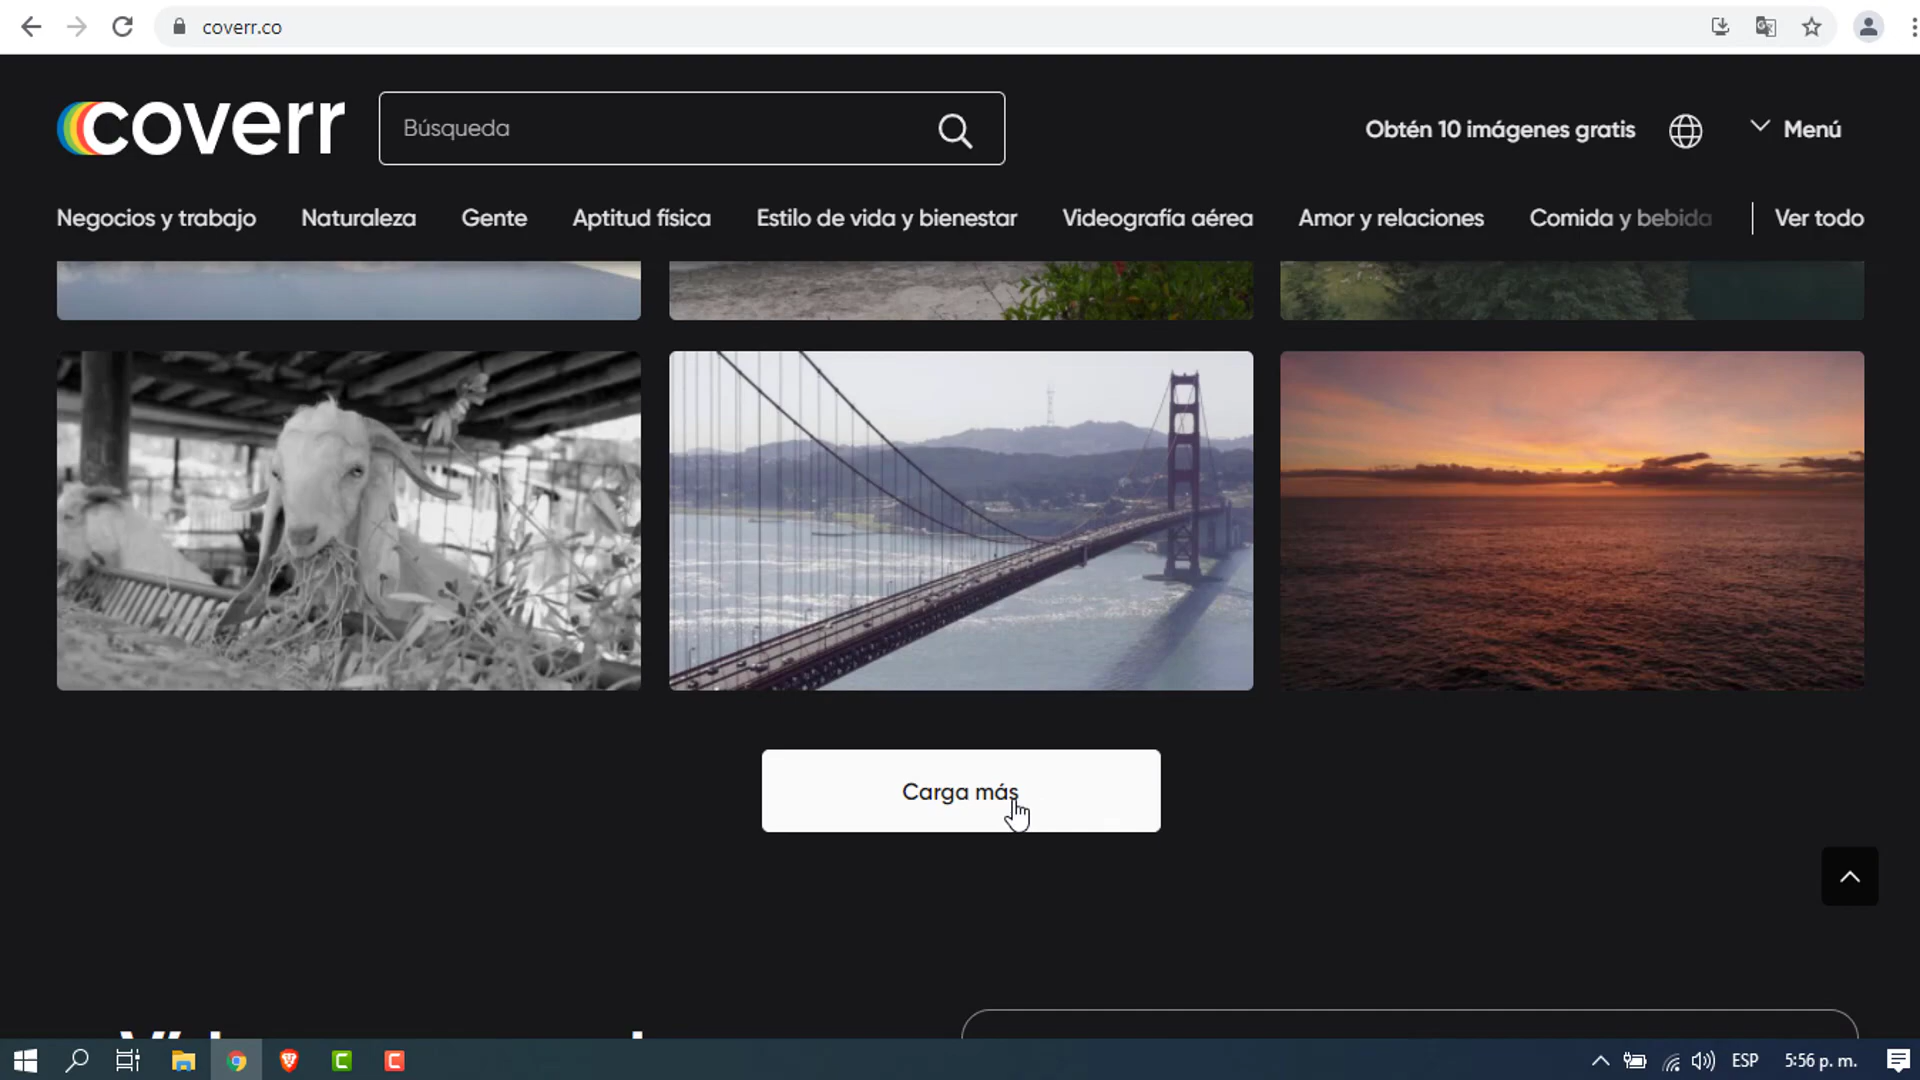 coverr.co
coverr
Búsqueda
Obtén 10 imágenes gratis
Menú
Negocios y trabajo
Naturaleza
Gente
Aptitud física
Estilo de vida y bienestar
Videografía aérea
Amor y relaciones
Comida y bebida
Ver todo
Carga más
ESP
5:56 p. m.